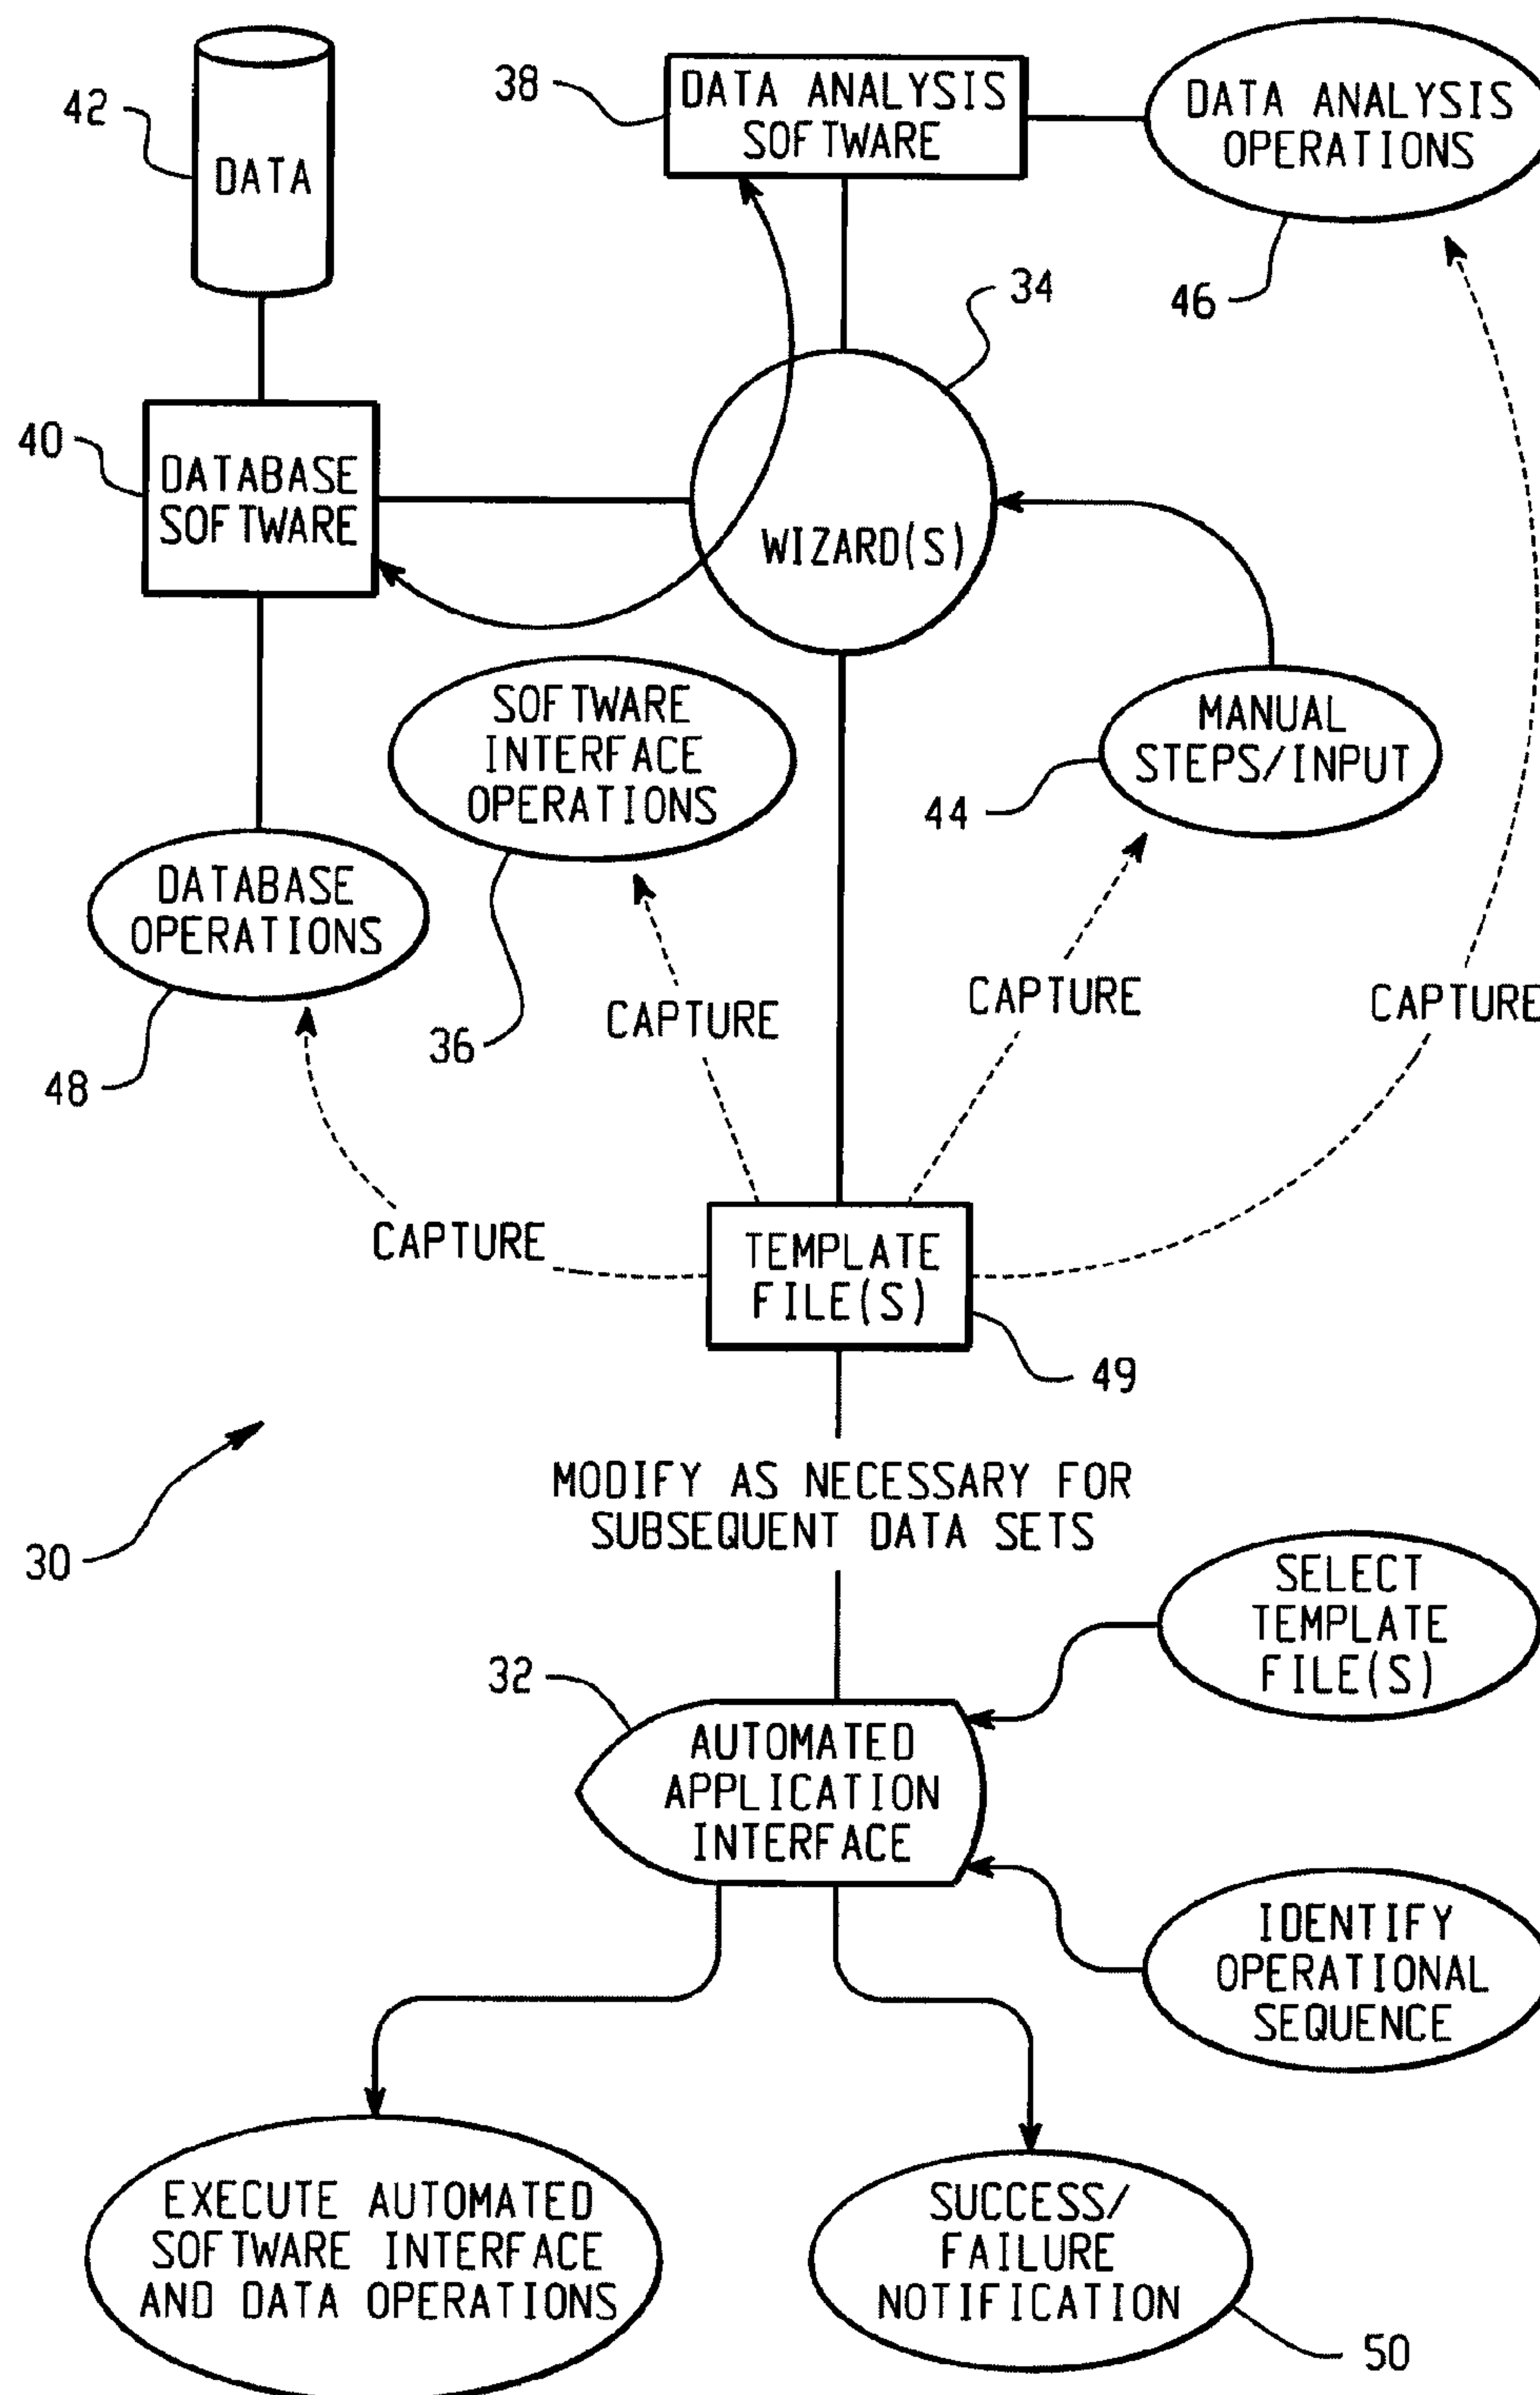 42
DATA
38
DATA ANALYSIS
SOFTWARE
DATA ANALYSIS
OPERATIONS
46
34
40
DATABASE
SOFTWARE
WIZARD(S)
SOFTWARE
INTERFACE
OPERATIONS
36
MANUAL
STEPS/INPUT
44
DATABASE
OPERATIONS
48
CAPTURE
CAPTURE
CAPTURE
CAPTURE
TEMPLATE
FILE(S)
49
30
MODIFY AS NECESSARY FOR
SUBSEQUENT DATA SETS
SELECT
TEMPLATE
FILE(S)
32
AUTOMATED
APPLICATION
INTERFACE
IDENTIFY
OPERATIONAL
SEQUENCE
EXECUTE AUTOMATED
SOFTWARE INTERFACE
AND DATA OPERATIONS
SUCCESS/
FAILURE
NOTIFICATION
50